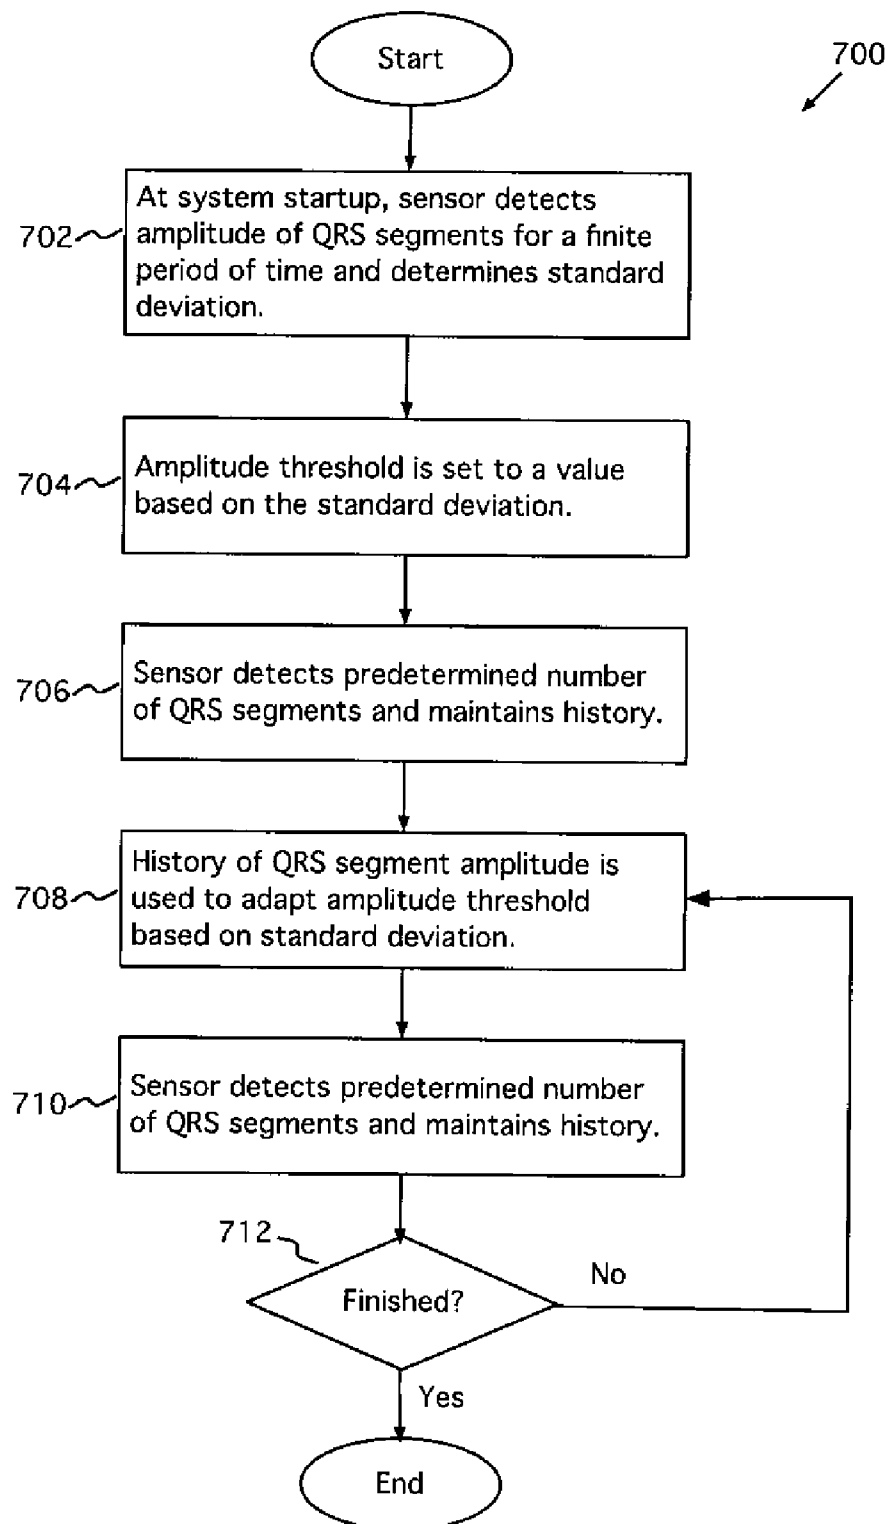 Start
700
702
At system startup, sensor detects
amplitude of QRS segments for a finite
period of time and determines standard
deviation.
704
Amplitude threshold is set to a value
based on the standard deviation.
706
Sensor detects predetermined number
of QRS segments and maintains history.
708
History of QRS segment amplitude is
used to adapt amplitude threshold
based on standard deviation.
710
Sensor detects predetermined number
of QRS segments and maintains history.
712
Finished?
No
Yes
End